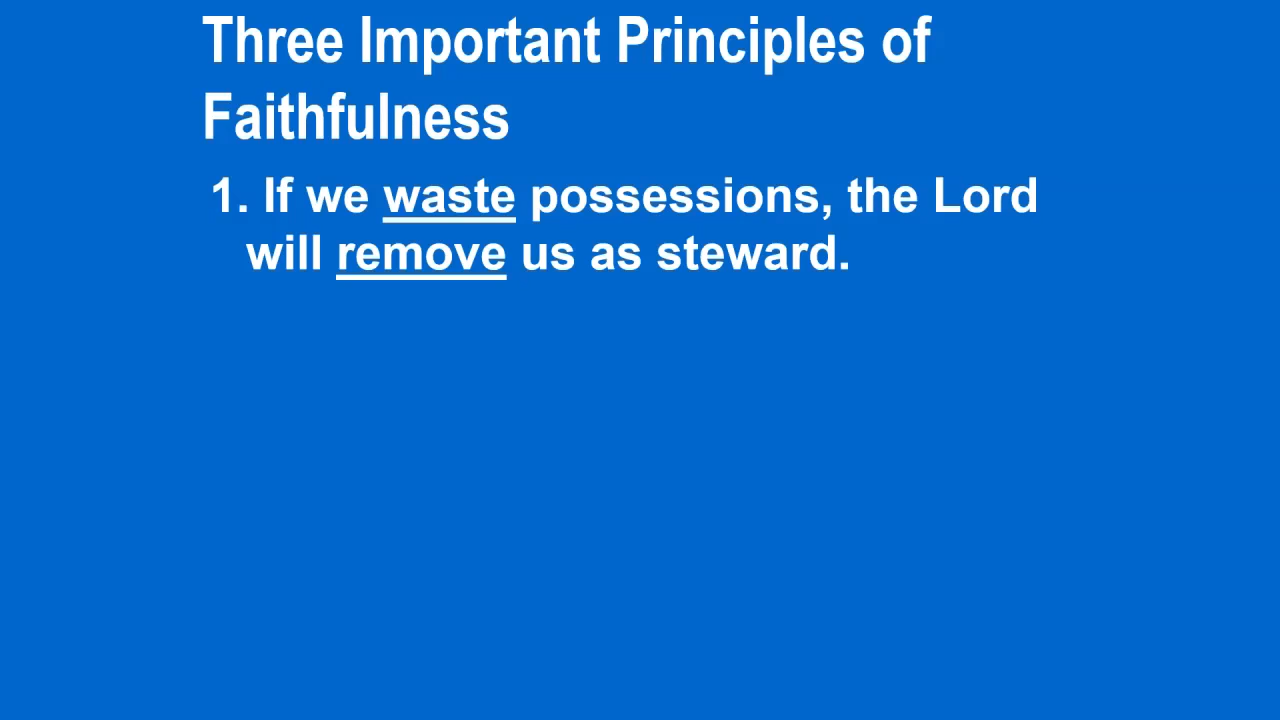 Three Important Principles of
Faithfulness
1. If we waste possessions, the Lord
will remove us as steward.